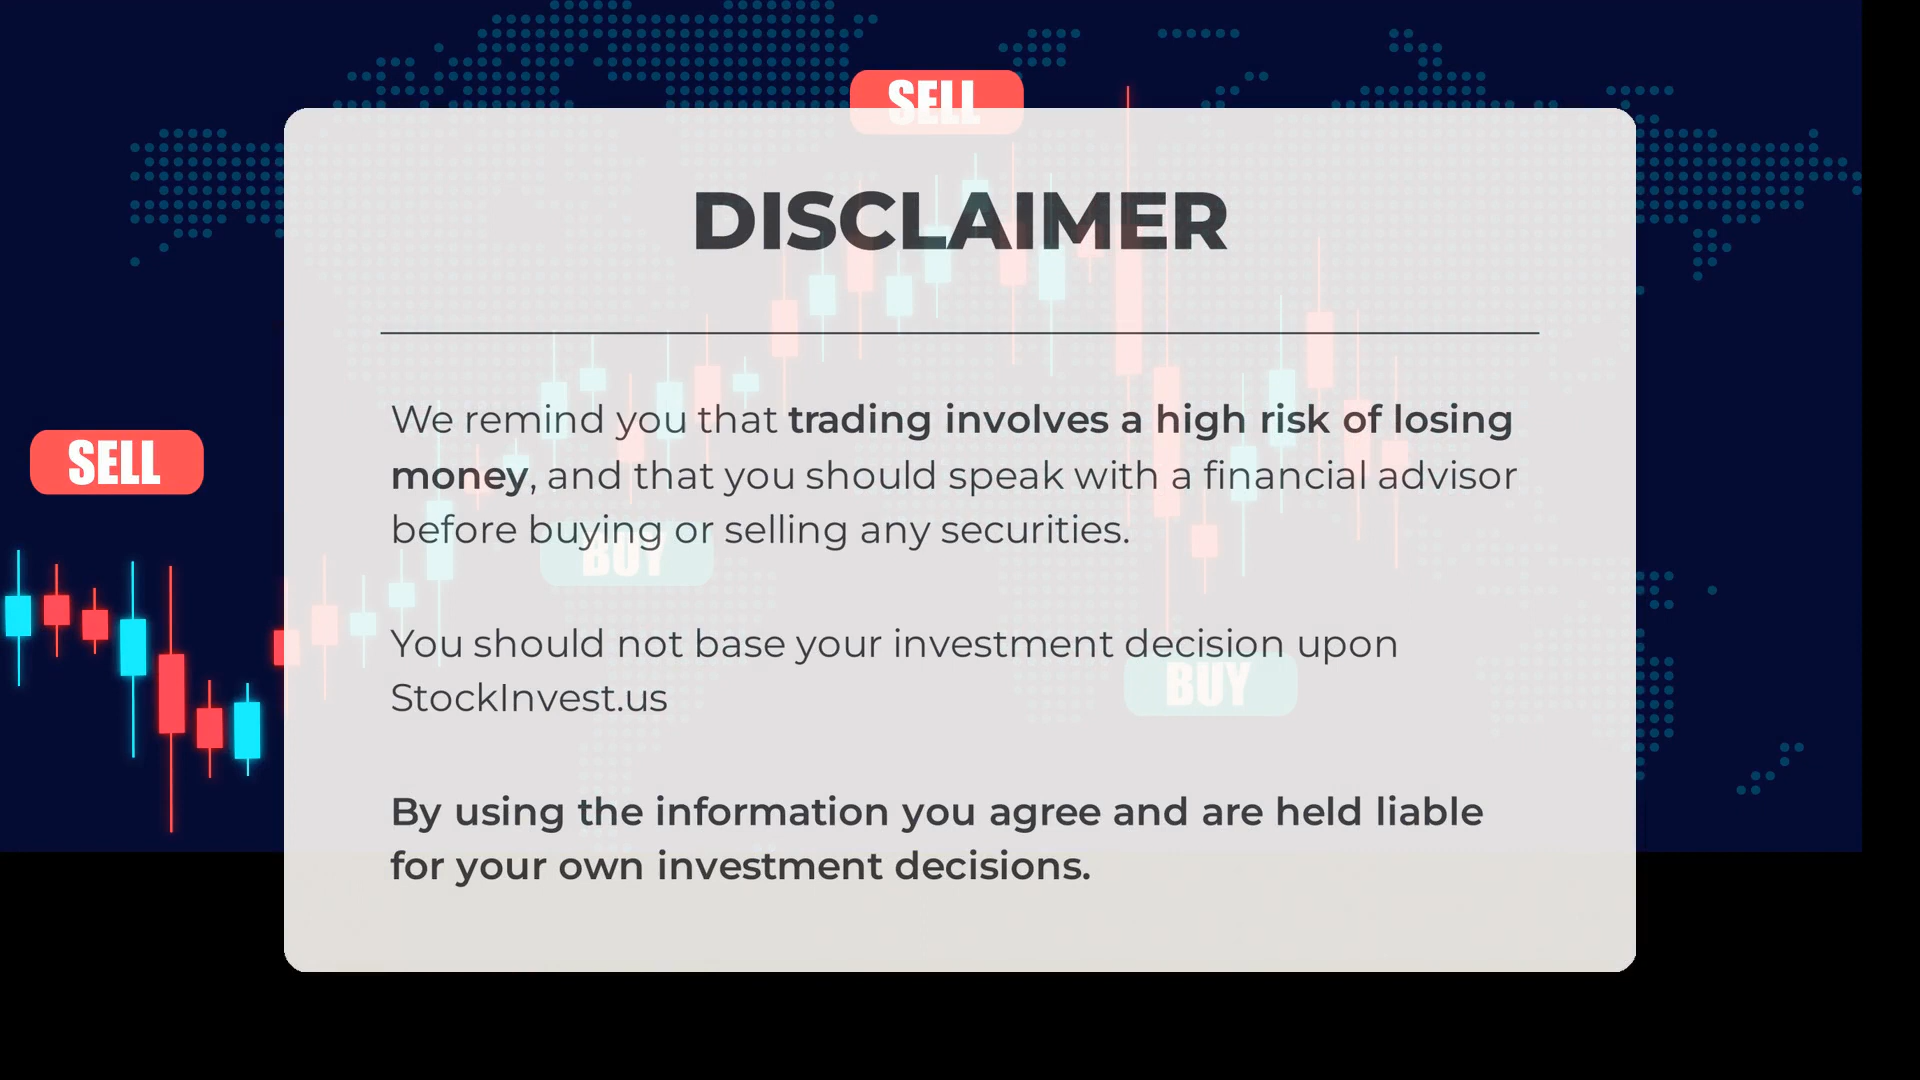 SELL
DISCLAIMER
We remind you that trading involves a high risk of losing
money, and that you should speak with a financial advisor
before buying or selling any securities.
SELL
BUY
You should not base your investment decision upon
StockInvest.us
BUY
By using the information you agree and are held liable
for your own investment decisions.